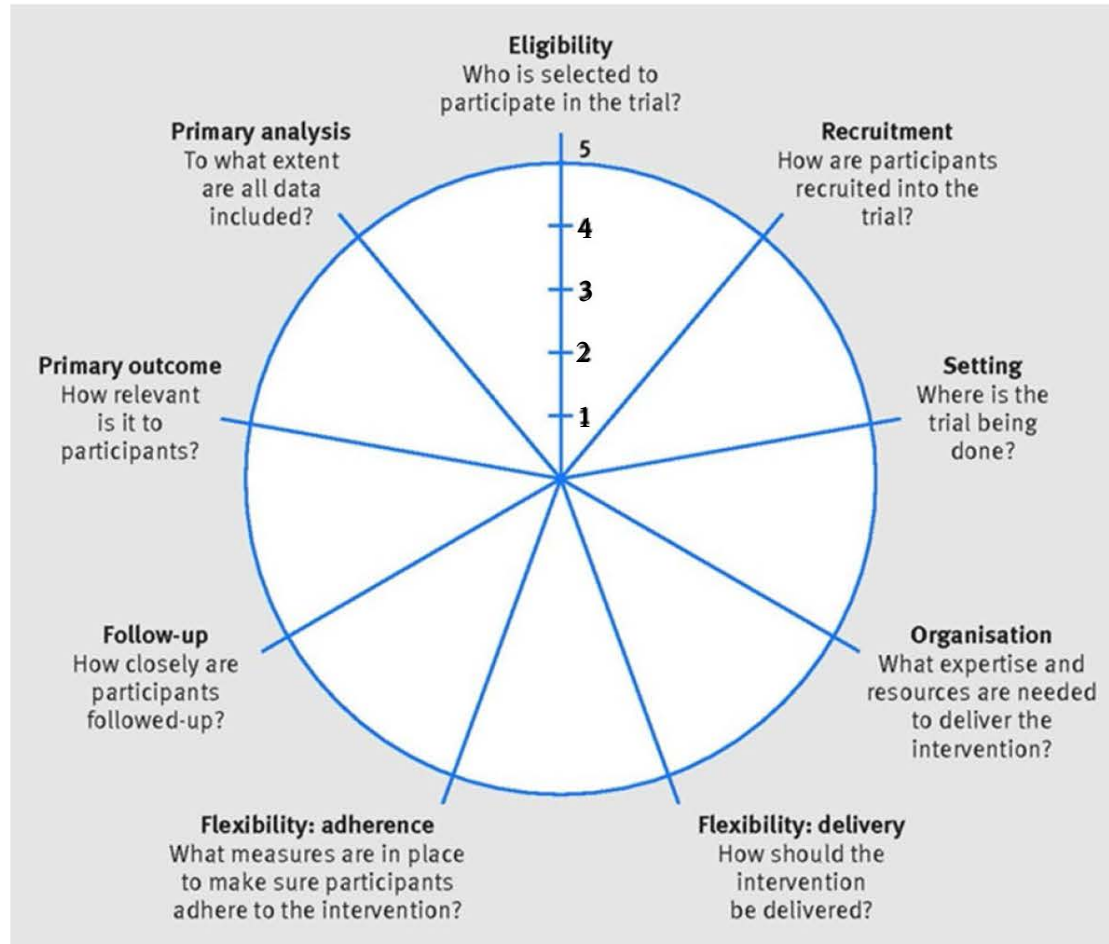 Eligibility
Who is selected to
participate in the trial?
Recruitment
How are participants
recruited into the
trial?
Setting
Where is the
trial being
done?
Organisation
What expertise and
resources are needed
to deliver the
intervention?
Flexibility: delivery
How should the
intervention
be delivered?
Flexibility: adherence
What measures are in place
to make sure participants
adhere to the intervention?
Follow-up
How closely are
participants
followed-up?
Primary outcome
How relevant
is it to
participants?
Primary analysis
To what extent
are all data
included?
5
4
3
2
1